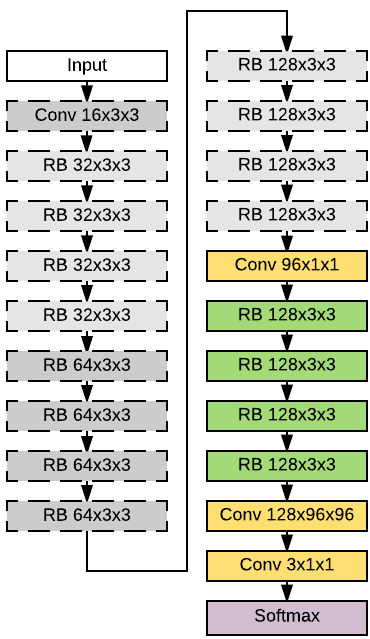 Input
Conv 16x3x3
RB 32x3x3
RB 32x3x3
RB 32x3x3
RB 32x3x3
RB 64x3x3
RB 64x3x3
RB 64x3x3
RB 64x3x3
RB 128x3x3
RB 128x3x3
RB 128x3x3
RB 128x3x3
Conv 96x1x1
RB 128x3x3
RB 128x3x3
RB 128x3x3
RB 128x3x3
Conv 128x96x96
Conv 3x1x1
Softmax